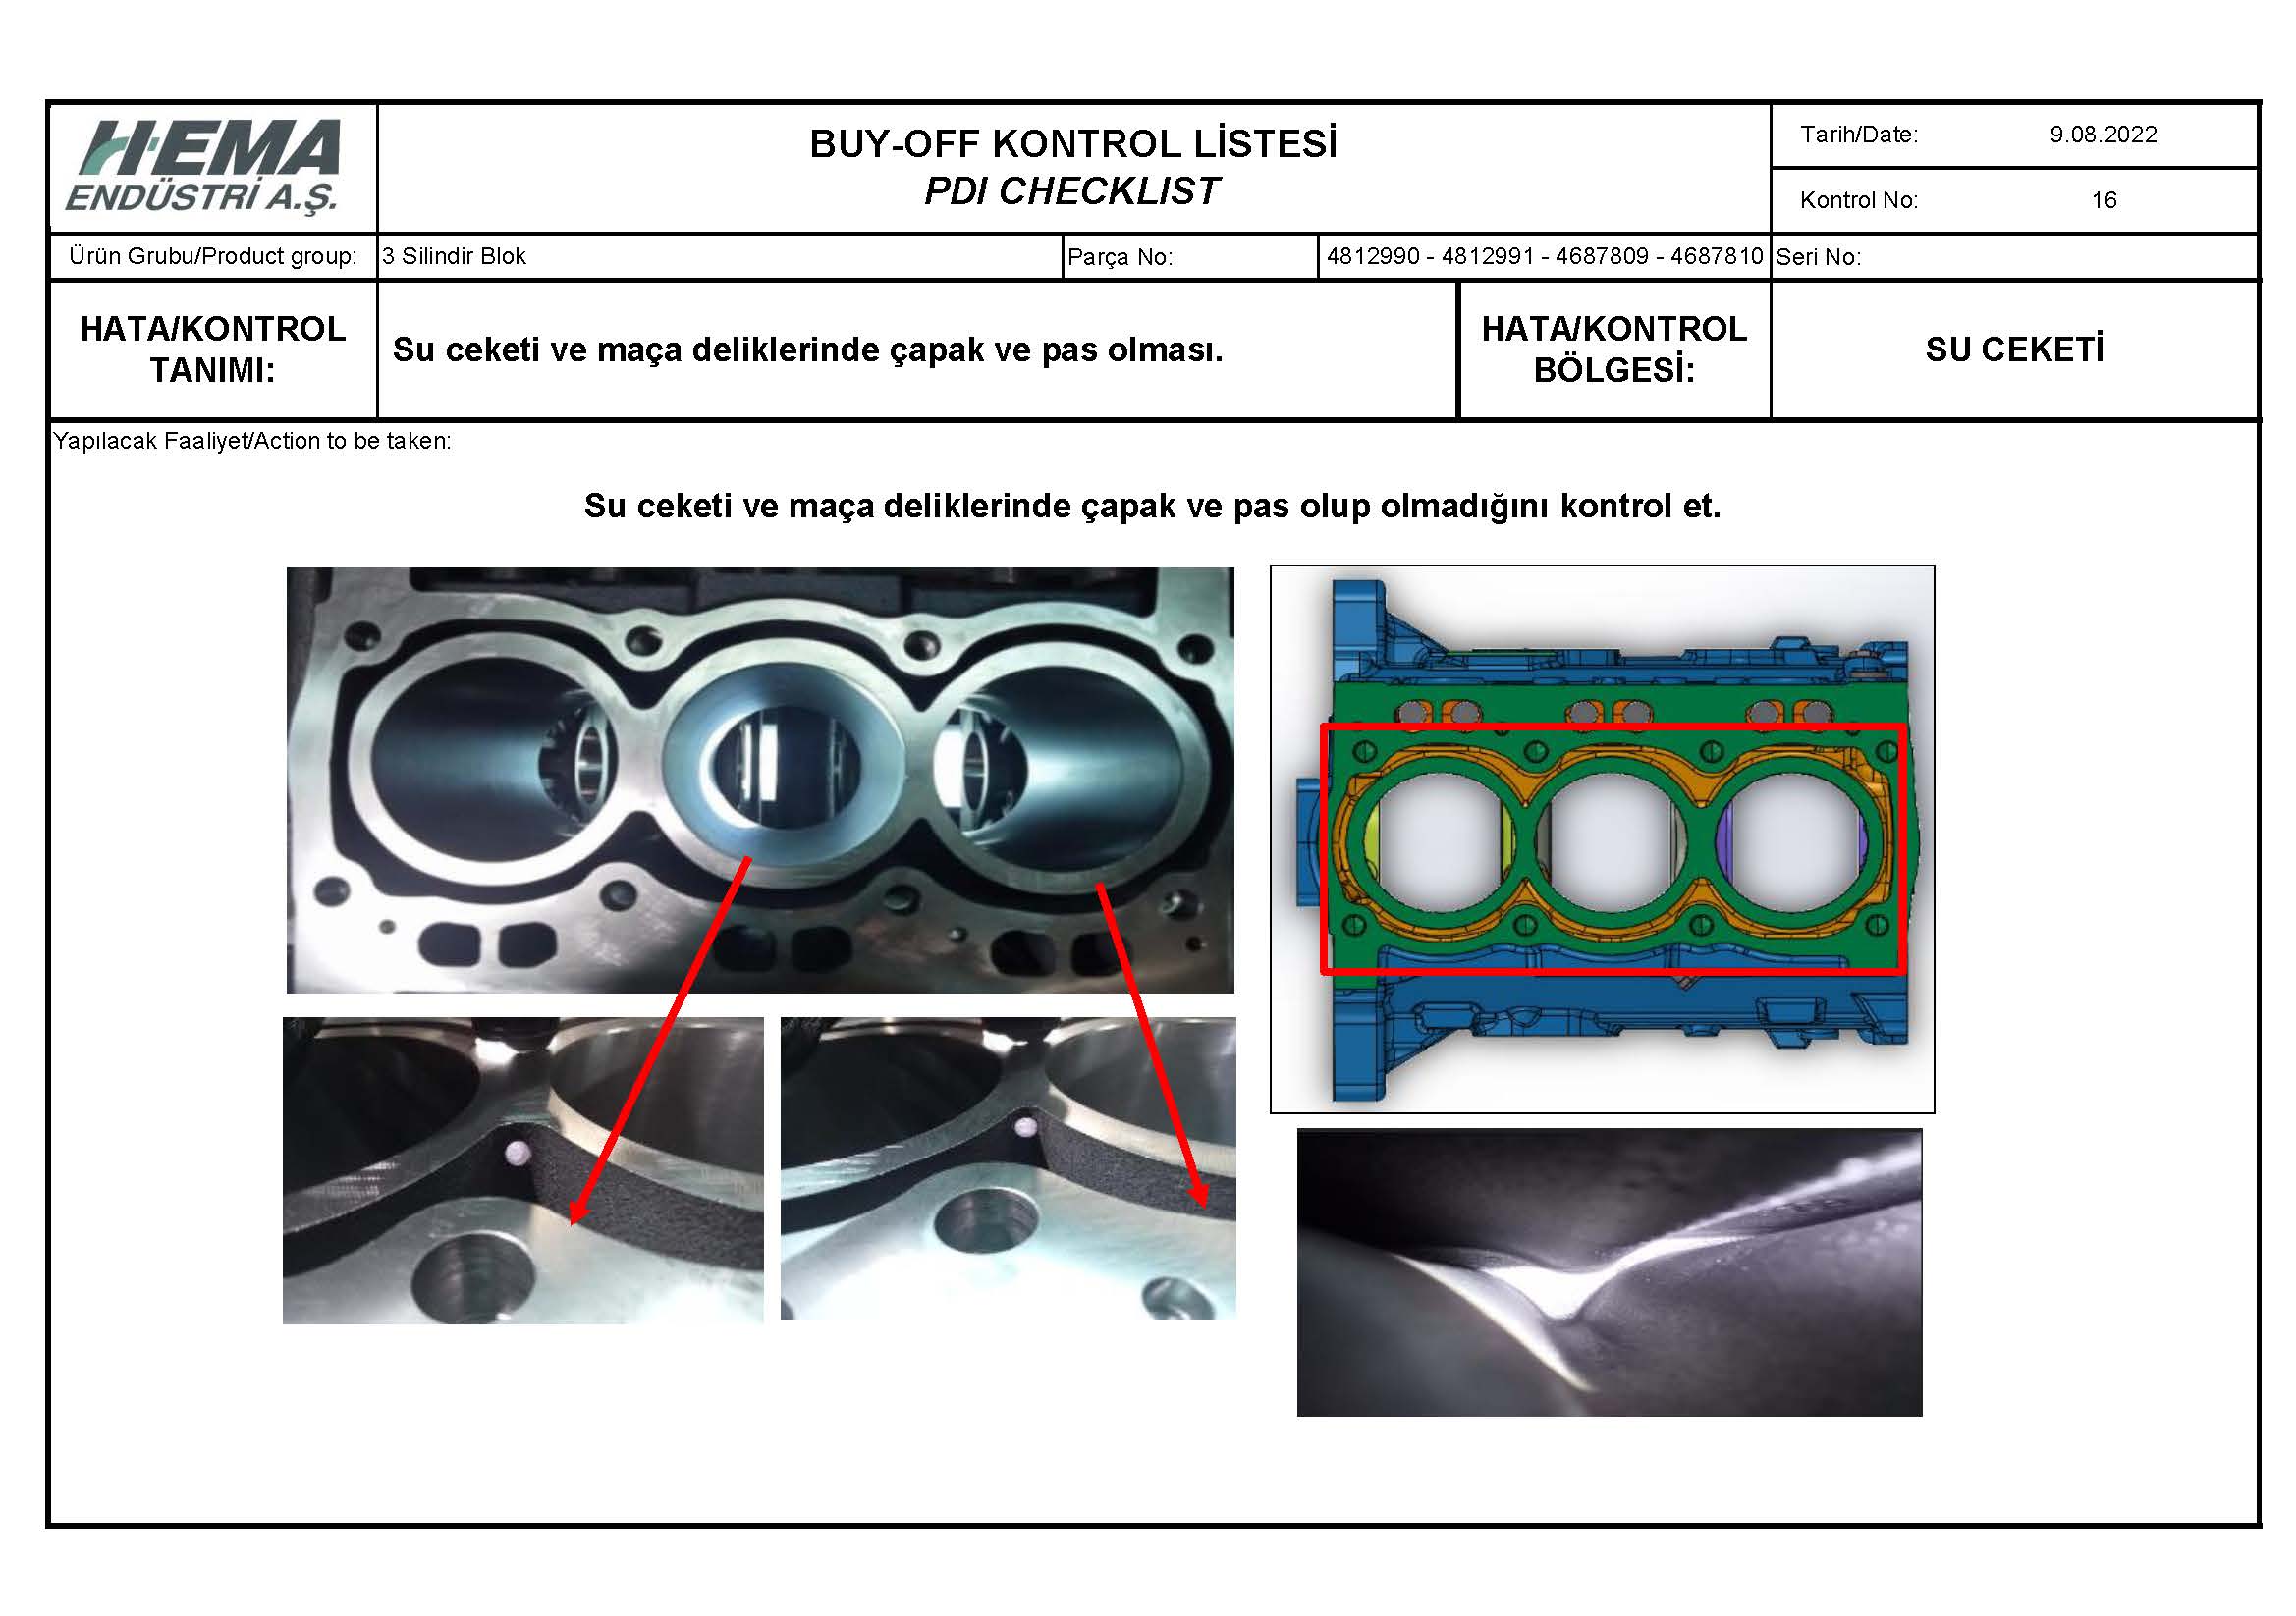 HEMA
ENDÜSTRİ A.Ş.
BUY-OFF KONTROL LİSTESİ
PDI CHECKLIST
Tarih/Date: 9.08.2022
Kontrol No: 16
Ürün Grubu/Product group: 3 Silindir Blok Parça No: 4812990 - 4812991 - 4687809 - 4687810 Seri No:
HATA/KONTROL
TANIMI:
Su ceketi ve maça deliklerinde çapak ve pas olması.
HATA/KONTROL
BÖLGESİ:
SU CEKETİ
Yapılacak Faaliyet/Action to be taken:
Su ceketi ve maça deliklerinde çapak ve pas olup olmadığını kontrol et.